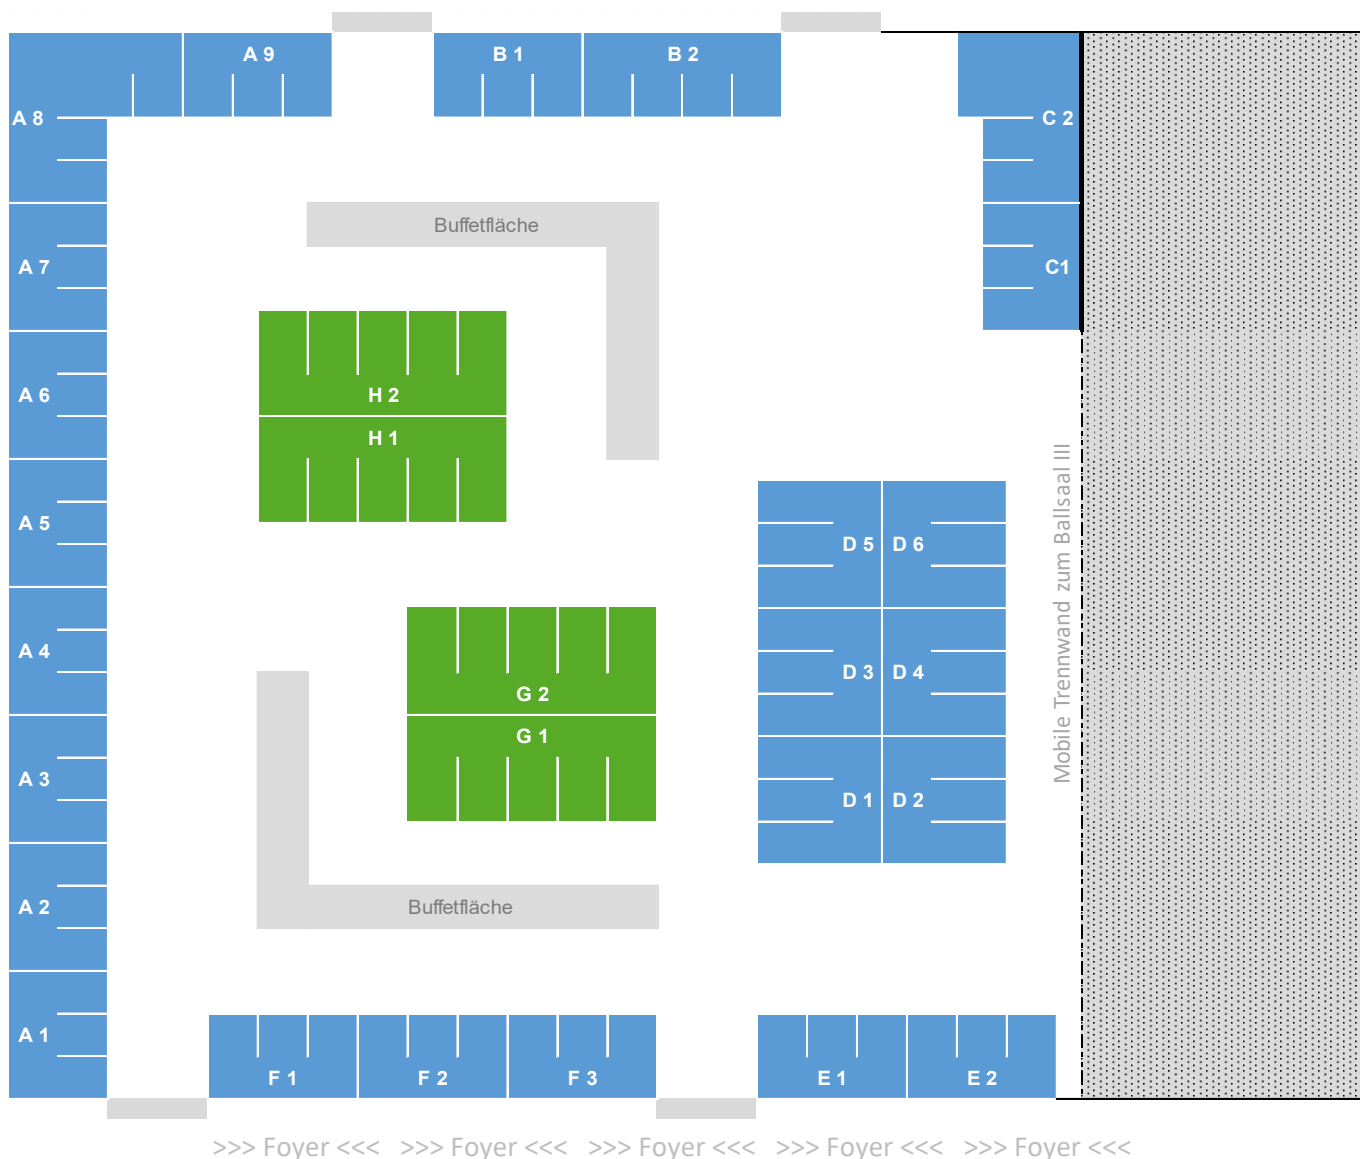 A 9
B 1
B 2
A 8
C 2
Buffetfläche
A 7
C1
A 6
H 2
H 1
A 5
D 5
D 6
Mobile Trennwand zum Ballsaal III
A 4
D 3
D 4
G 2
G 1
A 3
D 1
D 2
A 2
Buffetfläche
A 1
F 1
F 2
F 3
E 1
E 2
>>> Foyer <<< >>> Foyer <<< >>> Foyer <<< >>> Foyer <<< >>> Foyer <<<